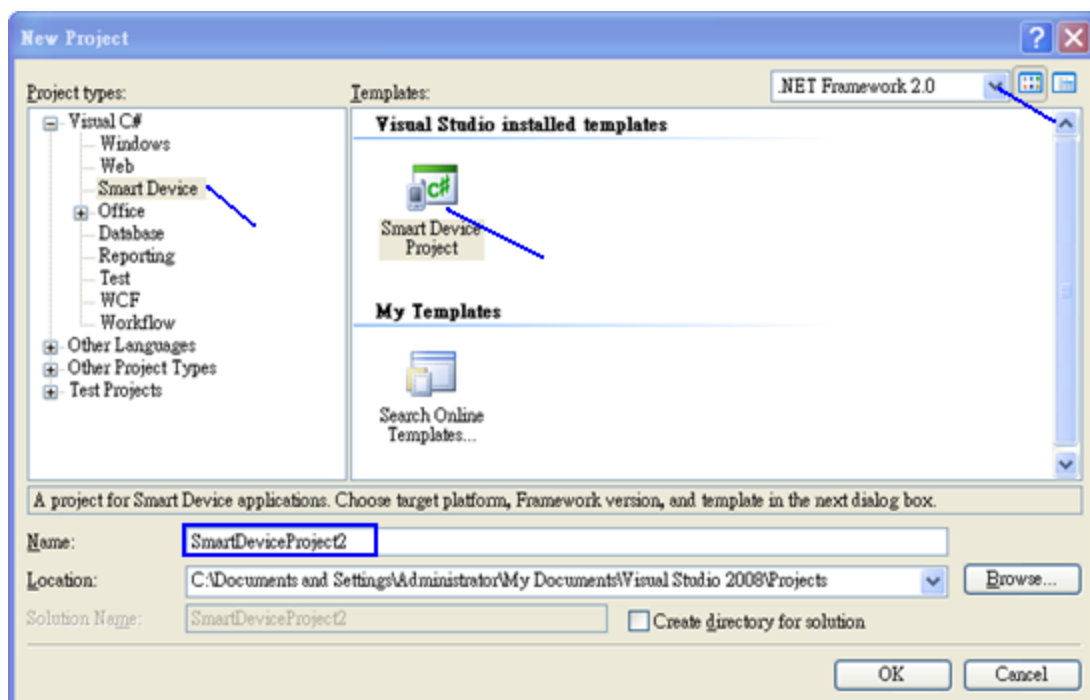 New Project
Project types:
Templates:
.NET Framework 2.0
Visual C#
Windows
Web
Smart Device
Office
Database
Reporting
Test
WCF
Workflow
Other Languages
Other Project Types
Test Projects
Visual Studio installed templates
Smart Device
Project
My Templates
Search Online
Templates...
A project for Smart Device applications. Choose target platform, Framework version, and template in the next dialog box.
Name:
SmartDeviceProject2
Location:
C:\Documents and Settings\Administrator\My Documents\Visual Studio 2008\Projects
Browse...
Solution Name:
SmartDeviceProject2
Create directory for solution
OK
Cancel